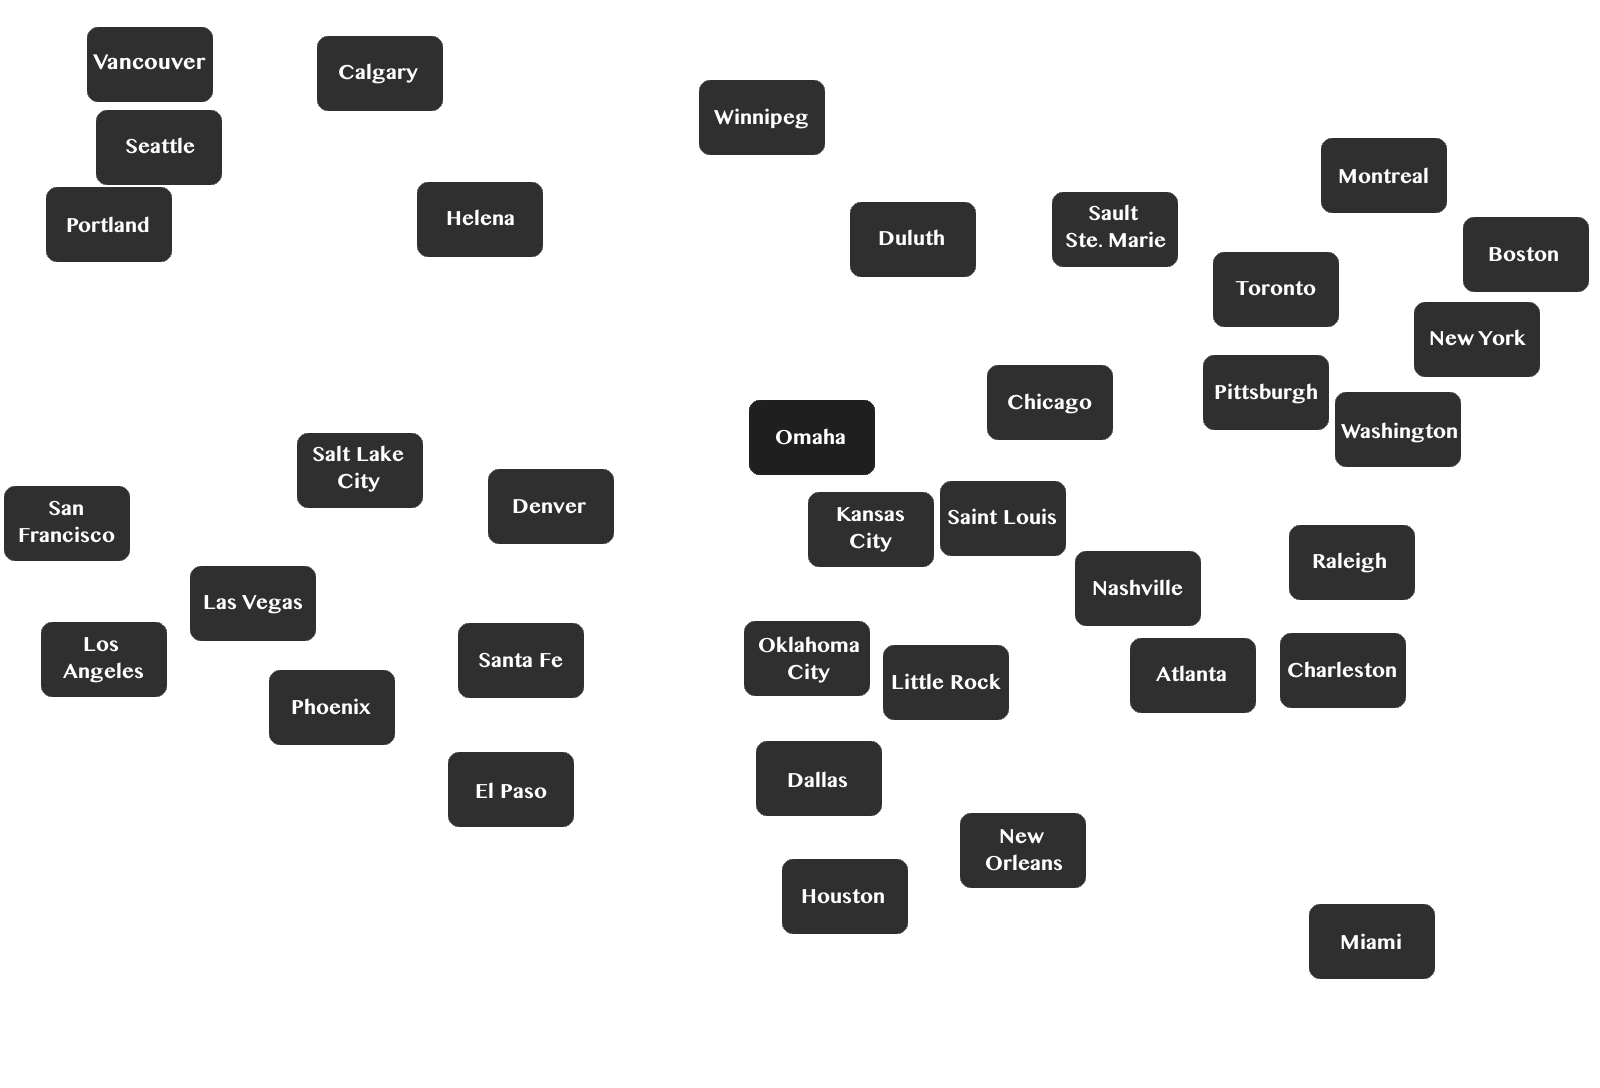 Vancouver
Calgary
Winnipeg
Seattle
Montreal
Portland
Helena
Duluth
Sault
Ste. Marie
Boston
Toronto
New York
Chicago
Pittsburgh
Washington
Omaha
Salt Lake
City
Denver
San
Francisco
Kansas
City
Saint Louis
Raleigh
Nashville
Las Vegas
Los
Angeles
Santa Fe
Oklahoma
City
Little Rock
Atlanta
Charleston
Phoenix
El Paso
Dallas
New
Orleans
Houston
Miami